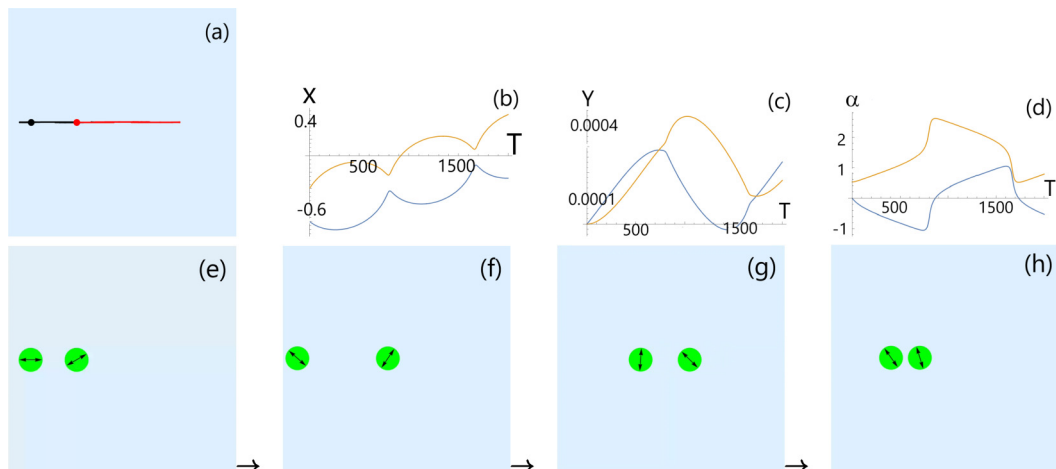 (a)
X
(b)
0.4
500
1500
T
-0.6
Y
(c)
0.0004
0.0001
500
1500
T
α
(d)
2
1
500
1500
T
-1
(e)
(f)
(g)
(h)
→ → →